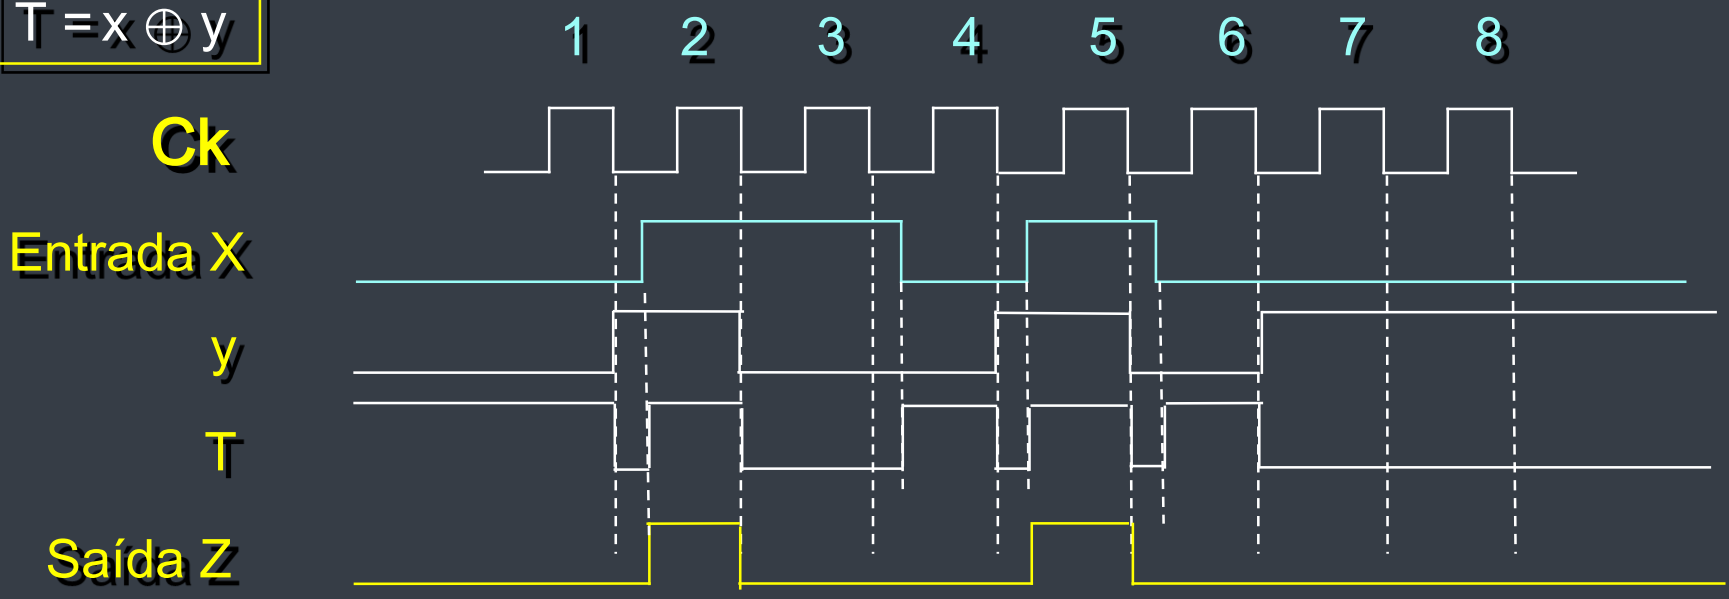 T = x ⊕ y
1 2 3 4 5 6 7 8
Ck
Entrada X
y
T
Saída Z